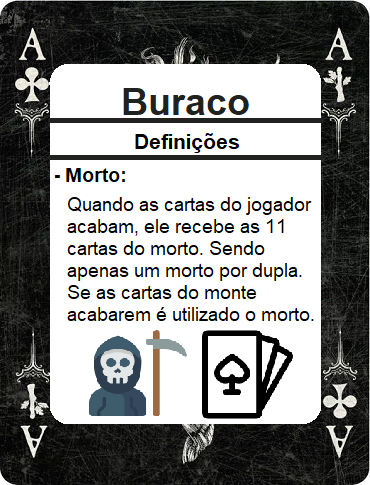 A A
Buraco
Definições
- Morto:
Quando as cartas do jogador
acabam, ele recebe as 11
cartas do morto. Sendo
apenas um morto por dupla.
Se as cartas do monte
acabarem é utilizado o morto.
A A